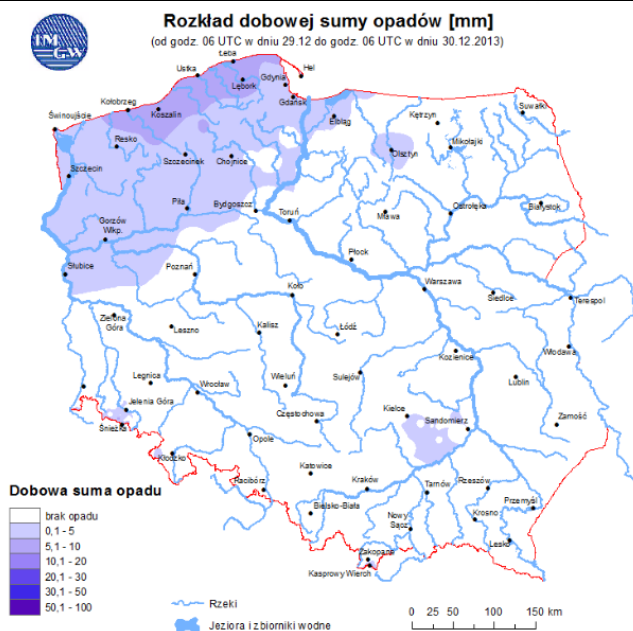 IM
GW
Rozkład dobowej sumy opadów [mm]
(od godz. 06 UTC w dniu 29.12 do godz. 06 UTC w dniu 30.12.2013)
Łeba
Ustka
Hel
Gdynia
Lębork
Kołobrzeg
Gdańsk
Suwałki
Koszalin
Świnoujście
Elbląg
Kętrzyn
Resko
Mikołajki
Szczecinek
Chojnice
Olsztyn
Szczecin
Piła
Bydgoszcz
Toruń
Mława
Ostrołęka
Białystok
Gorzów
Wlkp.
Płock
Słubice
Poznań
Koło
Warszawa
Siedlce
Terespol
Zielona
Góra
Leszno
Kalisz
Łódź
Kozienice
Włodawa
Legnica
Wrocław
Wieluń
Sulejów
Lublin
Jelenia Góra
Śnieżka
Częstochowa
Kielce
Sandomierz
Zamość
Opole
Kłodzko
Katowice
Racibórz
Kraków
Tarnów
Rzeszów
Bielsko-Biała
Przemyśl
Nowy
Sącz
Krosno
Lesko
Zakopane
Kasprowy Wierch
Dobowa suma opadu
brak opadu
0,1 - 5
5,1 - 10
10,1 - 20
20,1 - 30
30,1 - 50
50,1 - 100
Rzeki
Jeziora i zbiorniki wodne
0 25 50 100 150 km